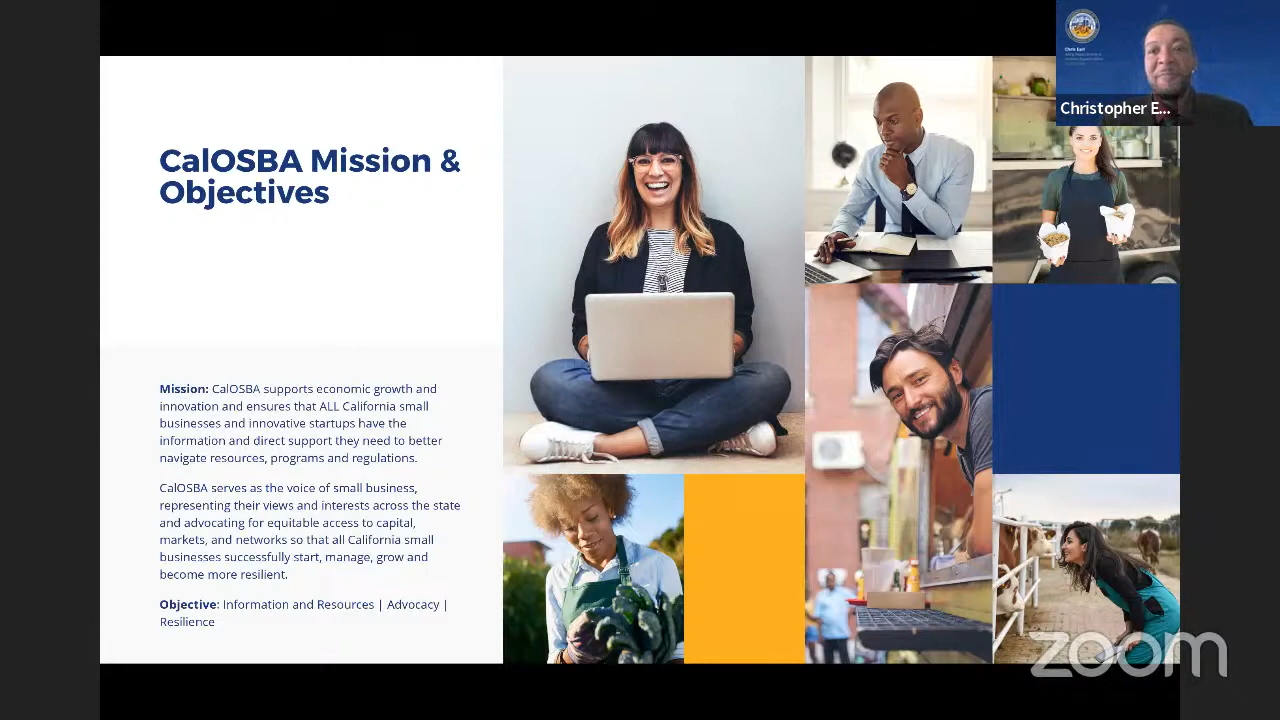 Chris Earl
Christopher E...
CalOSBA Mission &
Objectives
Mission: CalOSBA supports economic growth and
innovation and ensures that ALL California small
businesses and innovative startups have the
information and direct support they need to better
navigate resources, programs and regulations.
CalOSBA serves as the voice of small business,
representing their views and interests across the state
and advocating for equitable access to capital,
markets, and networks so that all California small
businesses successfully start, manage, grow and
become more resilient.
Objective: Information and Resources | Advocacy |
Resilience
zoom